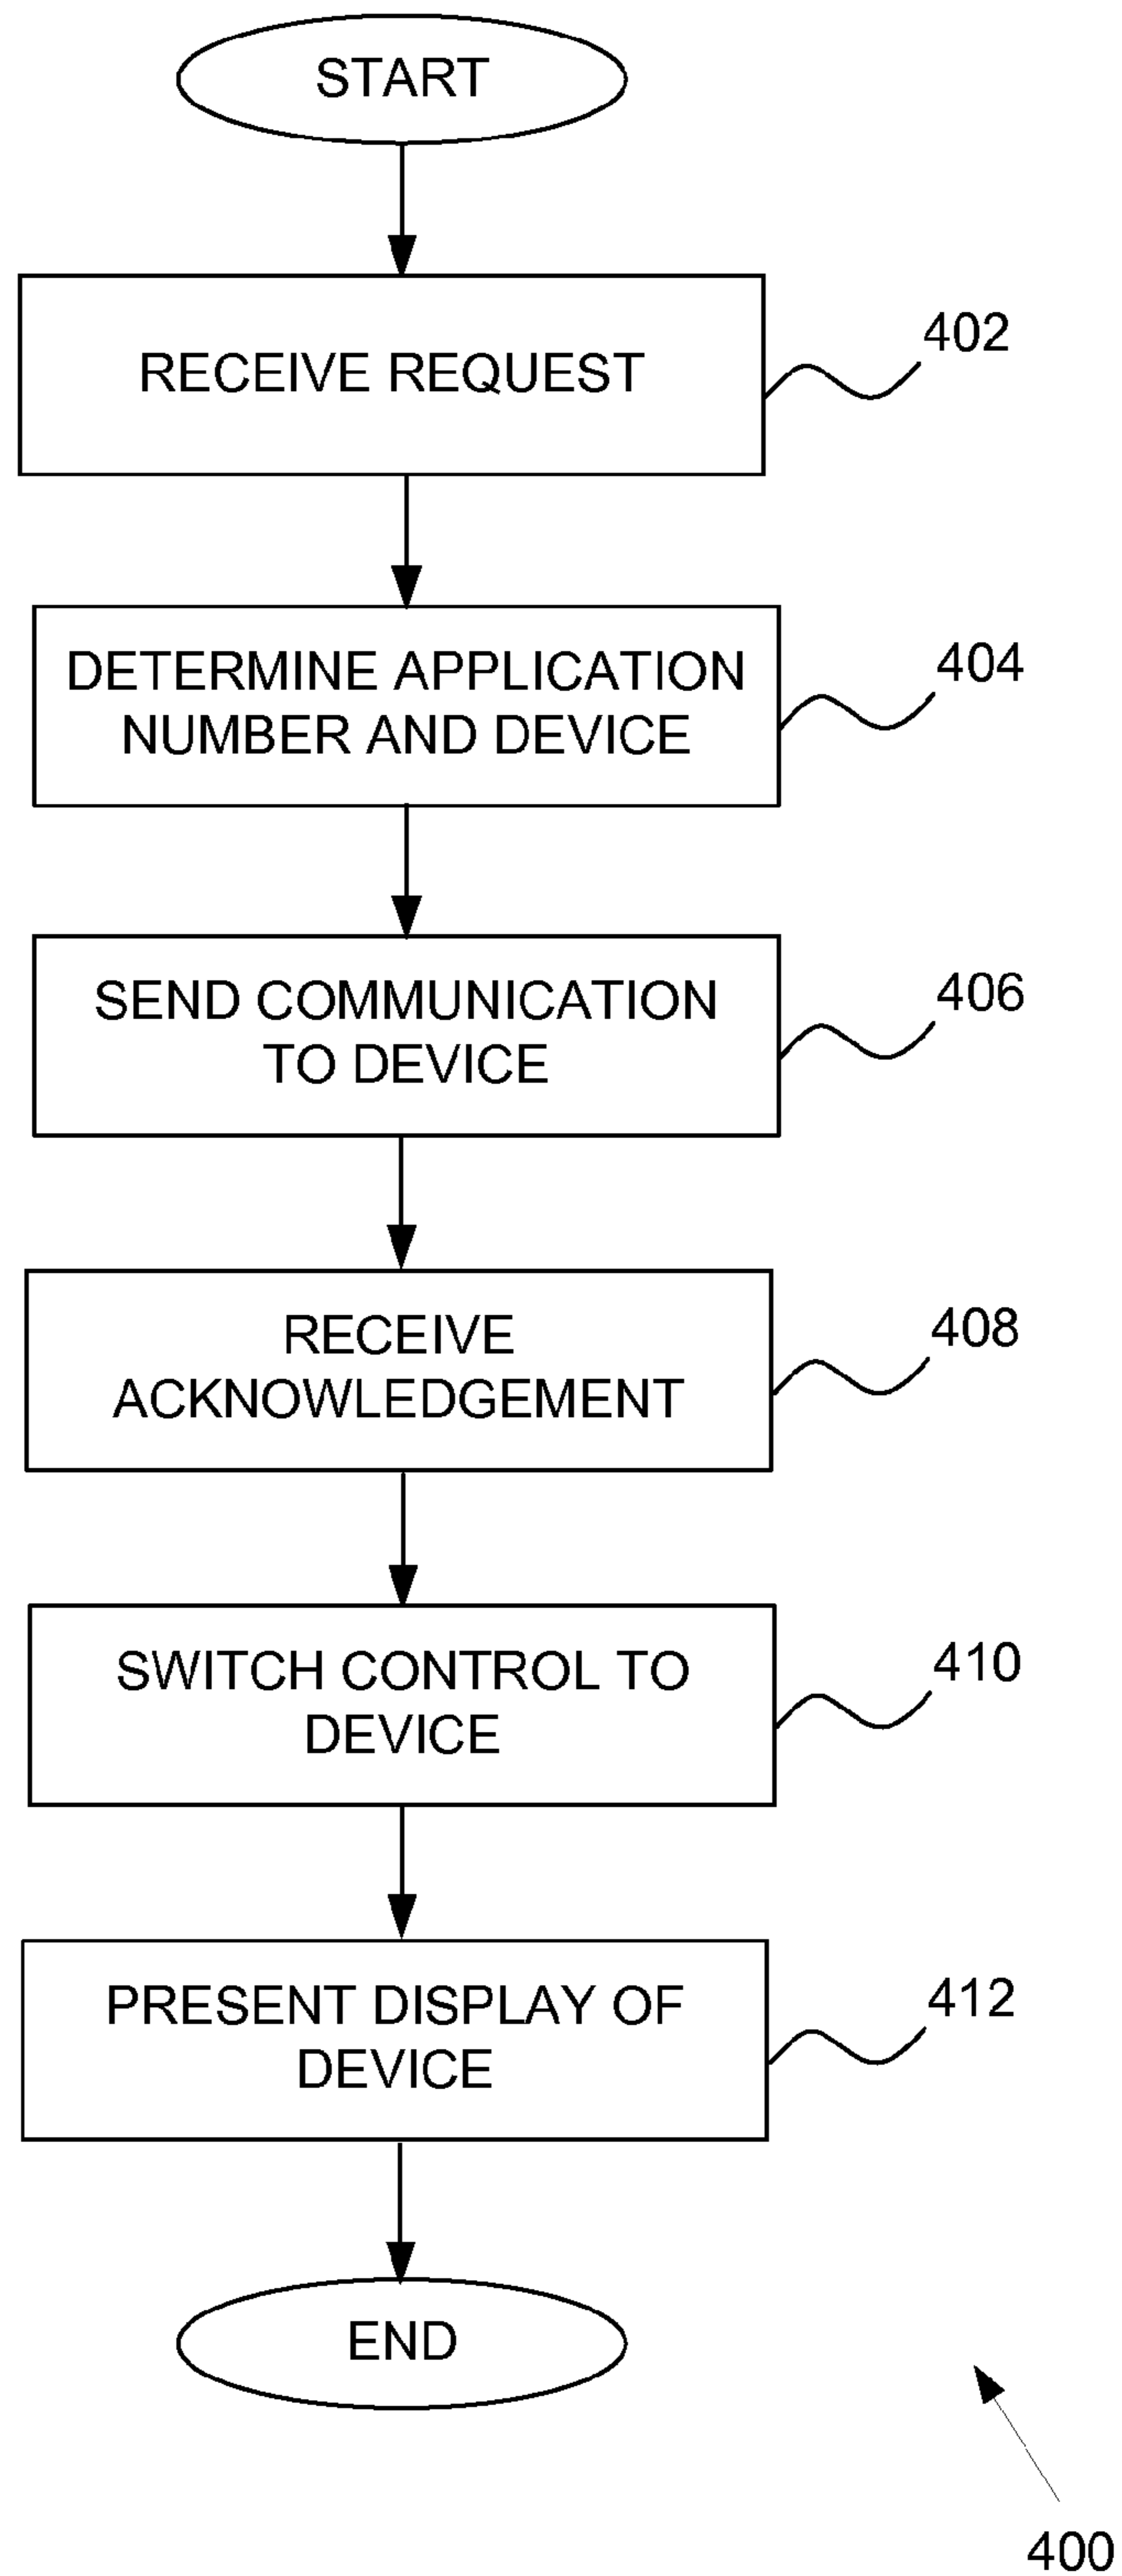 START
RECEIVE REQUEST
402
DETERMINE APPLICATION
NUMBER AND DEVICE
404
SEND COMMUNICATION
TO DEVICE
406
RECEIVE
ACKNOWLEDGEMENT
408
SWITCH CONTROL TO
DEVICE
410
PRESENT DISPLAY OF
DEVICE
412
END
400